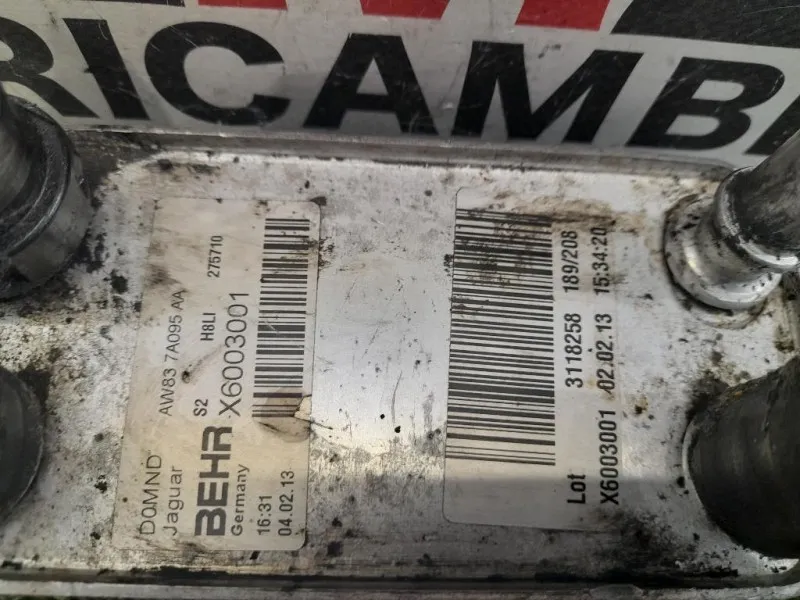 RICAMBI
D0MND AW83 7A095 AA
Jaguar
S2 H8LI 275710
BEHR X6003001
Germany
16:31
04.02.13
Lot 3118258 189/208
X6003001 02.02.13 15:34:20